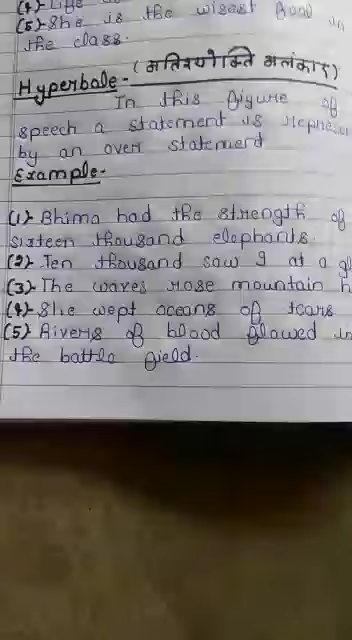 (4) Life
(5) She is the wisest fool in
the class.
Hyperbole - (अतिशयोक्ति अलंकार)
In this figure of
speech a statement is represen
by an over statement
Example -
(1) Bhima had the strength of
sixteen thousand elephants.
(2) Ten thousand saw I at a gl
(3) The waves rose mountain h
(4) She wept oceans of tears
(5) Rivers of blood flowed in
the battle field.